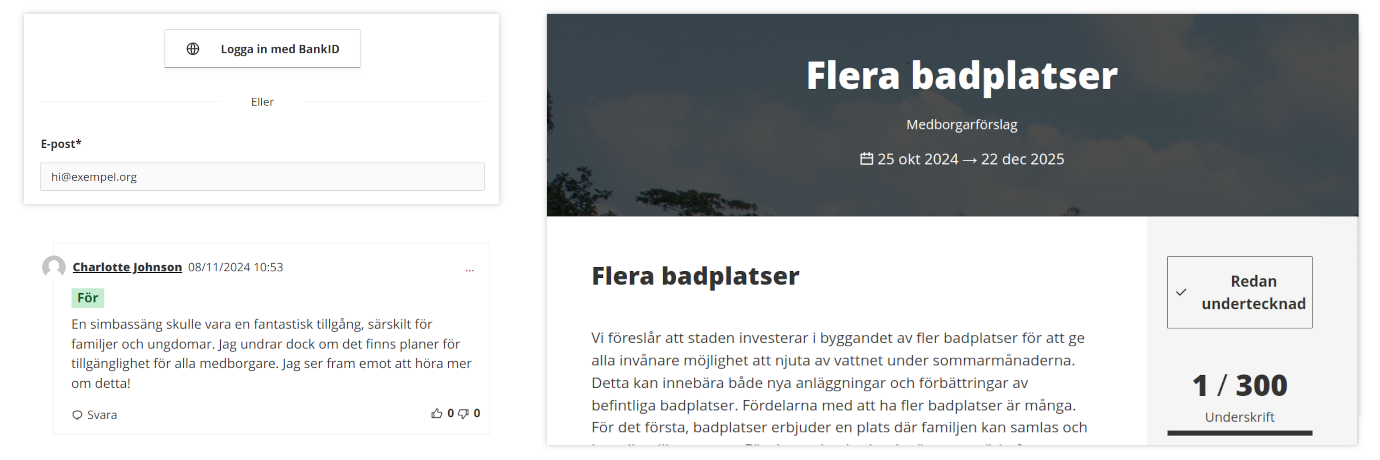 Logga in med BankID
Eller
E-post*
hi@exempel.org
Charlotte Johnson 08/11/2024 10:53
...
För
En simbassäng skulle vara en fantastisk tillgång, särskilt för
familjer och ungdomar. Jag undrar dock om det finns planer för
tillgänglighet för alla medborgare. Jag ser fram emot att höra mer
om detta!
Svara
0 0
Flera badplatser
Medborgarförslag
25 okt 2024 → 22 dec 2025
Flera badplatser
Vi föreslår att staden investerar i byggandet av fler badplatser för att ge
alla invånare möjlighet att njuta av vattnet under sommarmånaderna.
Detta kan innebära både nya anläggningar och förbättringar av
befintliga badplatser. Fördelarna med att ha fler badplatser är många.
För det första, badplatser erbjuder en plats där familjen kan samlas och
Redan
undertecknad
1 / 300
Underskrift